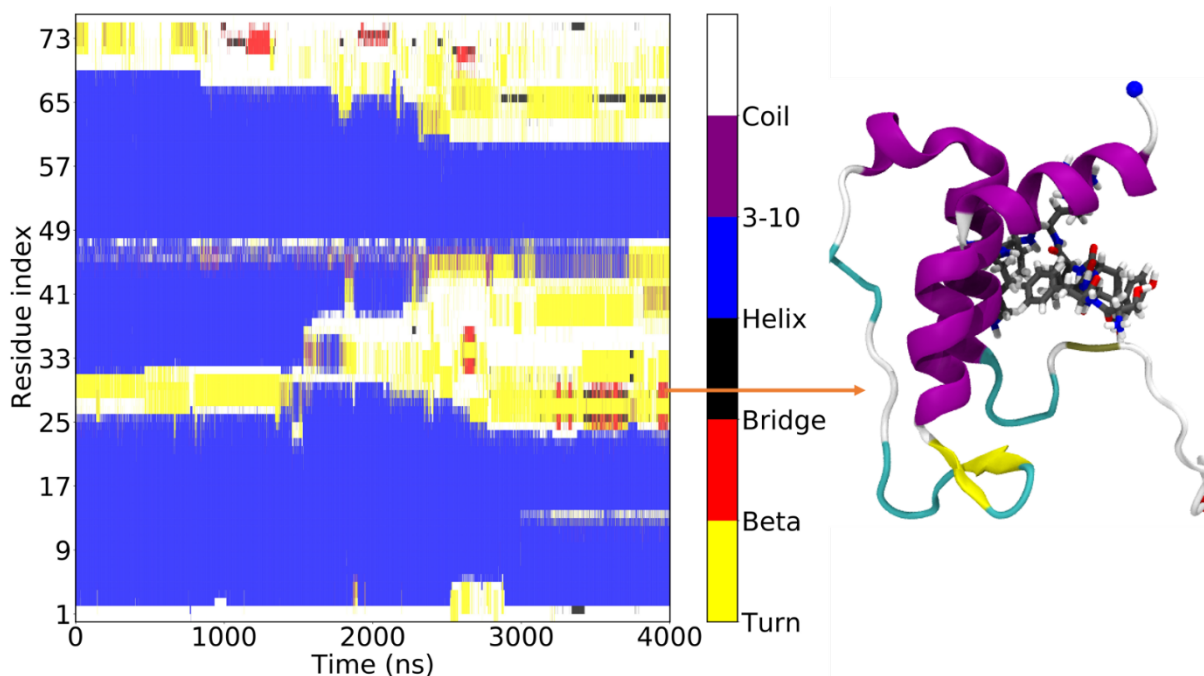 73
65
57
49
41
33
25
17
9
1
Residue index
0
1000
2000
3000
4000
Time (ns)
Coil
3-10
Helix
Bridge
Beta
Turn